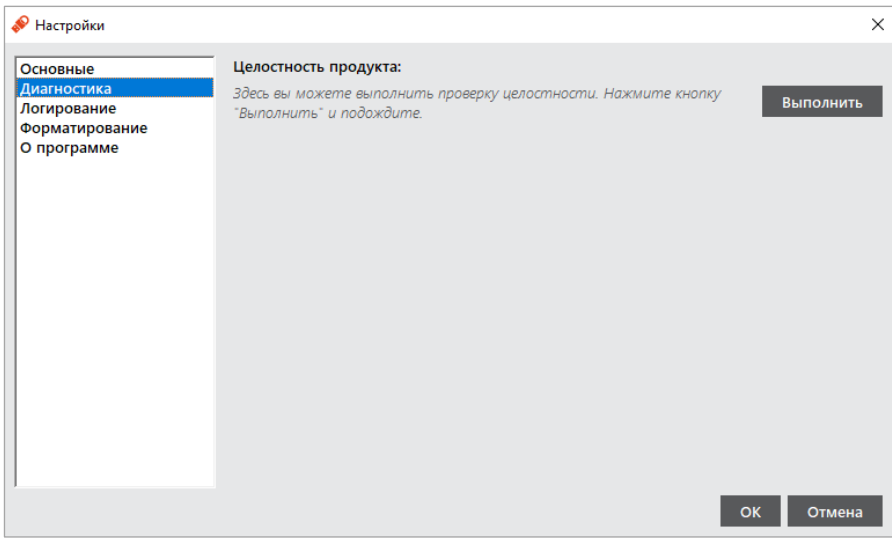 Настройки
Основные
Диагностика
Логирование
Форматирование
О программе
Целостность продукта:
Здесь вы можете выполнить проверку целостности. Нажмите кнопку
"Выполнить" и подождите.
Выполнить
ОК
Отмена